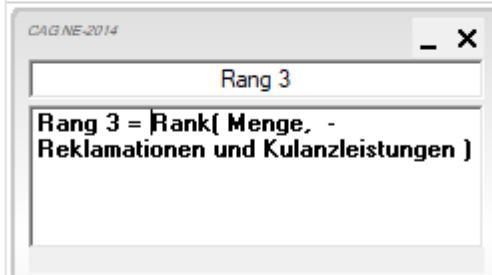 CAG NE-2014
Rang 3
Rang 3 = Rank( Menge,  -
Reklamationen und Kulanzleistungen )